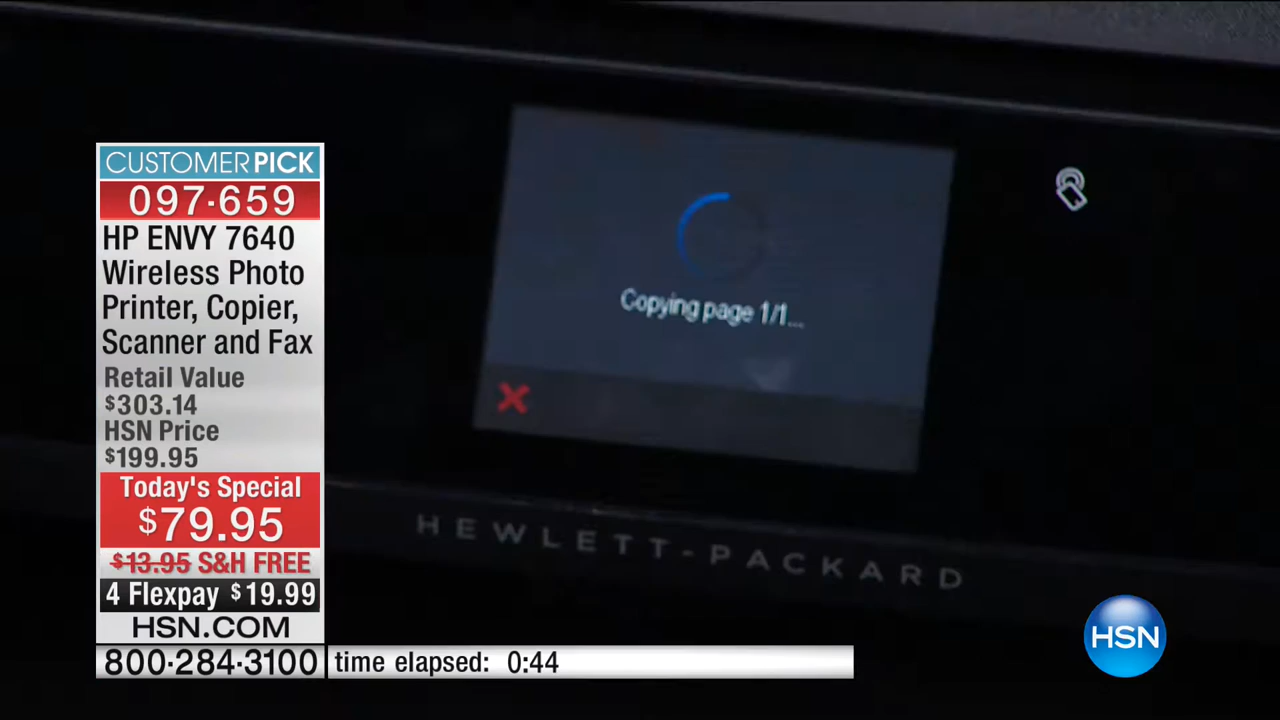 CUSTOMER PICK
097·659
HP ENVY 7640
Wireless Photo
Printer, Copier,
Scanner and Fax
Retail Value
$303.14
HSN Price
$199.95
Today's Special
$79.95
$13.95 S&H FREE
4 Flexpay $19.99
HSN.COM
800·284·3100
time elapsed: 0:44
Copying page 1/1...
HEWLETT-PACKARD
HSN